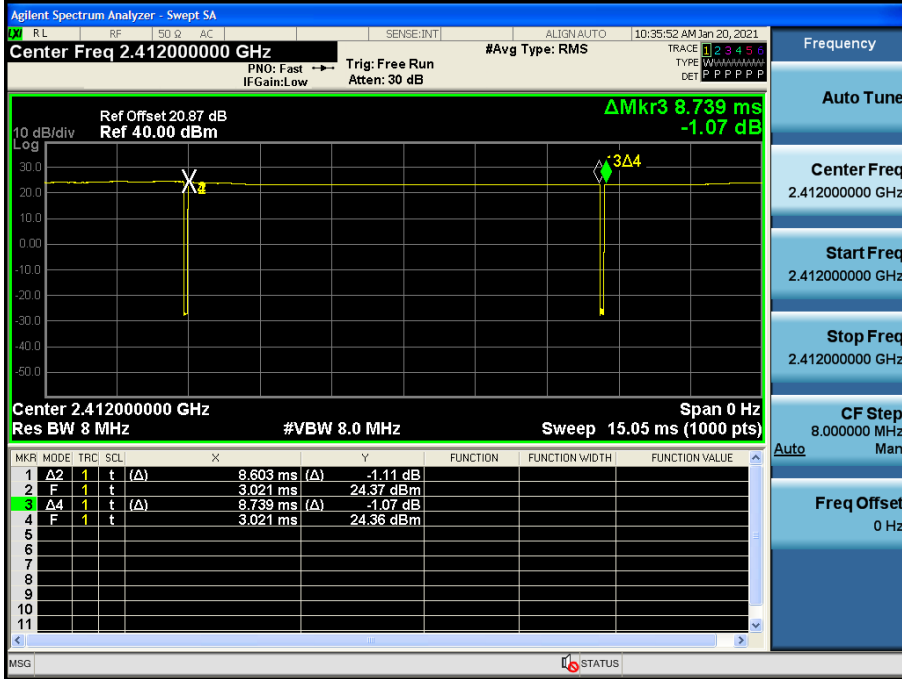 Agilent Spectrum Analyzer - Swept SA
LXI RL RF 50 Ω AC SENSE:INT ALIGN AUTO 10:35:52 AM Jan 20, 2021
Center Freq 2.412000000 GHz #Avg Type: RMS TRACE 1 2 3 4 5 6
PNO: Fast Trig: Free Run TYPE WWWWWW
IFGain:Low Atten: 30 dB DET P P P P P P
Ref Offset 20.87 dB ΔMkr3 8.739 ms
10 dB/div Ref 40.00 dBm -1.07 dB
Log
3Δ4
30.0
20.0
10.0
0.00
-10.0
-20.0
-30.0
-40.0
-50.0
Center 2.412000000 GHz Span 0 Hz
Res BW 8 MHz #VBW 8.0 MHz Sweep 15.05 ms (1000 pts)
MKR MODE TRC SCL X Y FUNCTION FUNCTION WIDTH FUNCTION VALUE
1 Δ2 1 t (Δ) 8.603 ms (Δ) -1.11 dB
2 F 1 t 3.021 ms 24.37 dBm
3 Δ4 1 t (Δ) 8.739 ms (Δ) -1.07 dB
4 F 1 t 3.021 ms 24.36 dBm
5
6
7
8
9
10
11
MSG STATUS
Frequency
Auto Tune
Center Freq
2.412000000 GHz
Start Freq
2.412000000 GHz
Stop Freq
2.412000000 GHz
CF Step
8.000000 MHz
Auto Man
Freq Offset
0 Hz